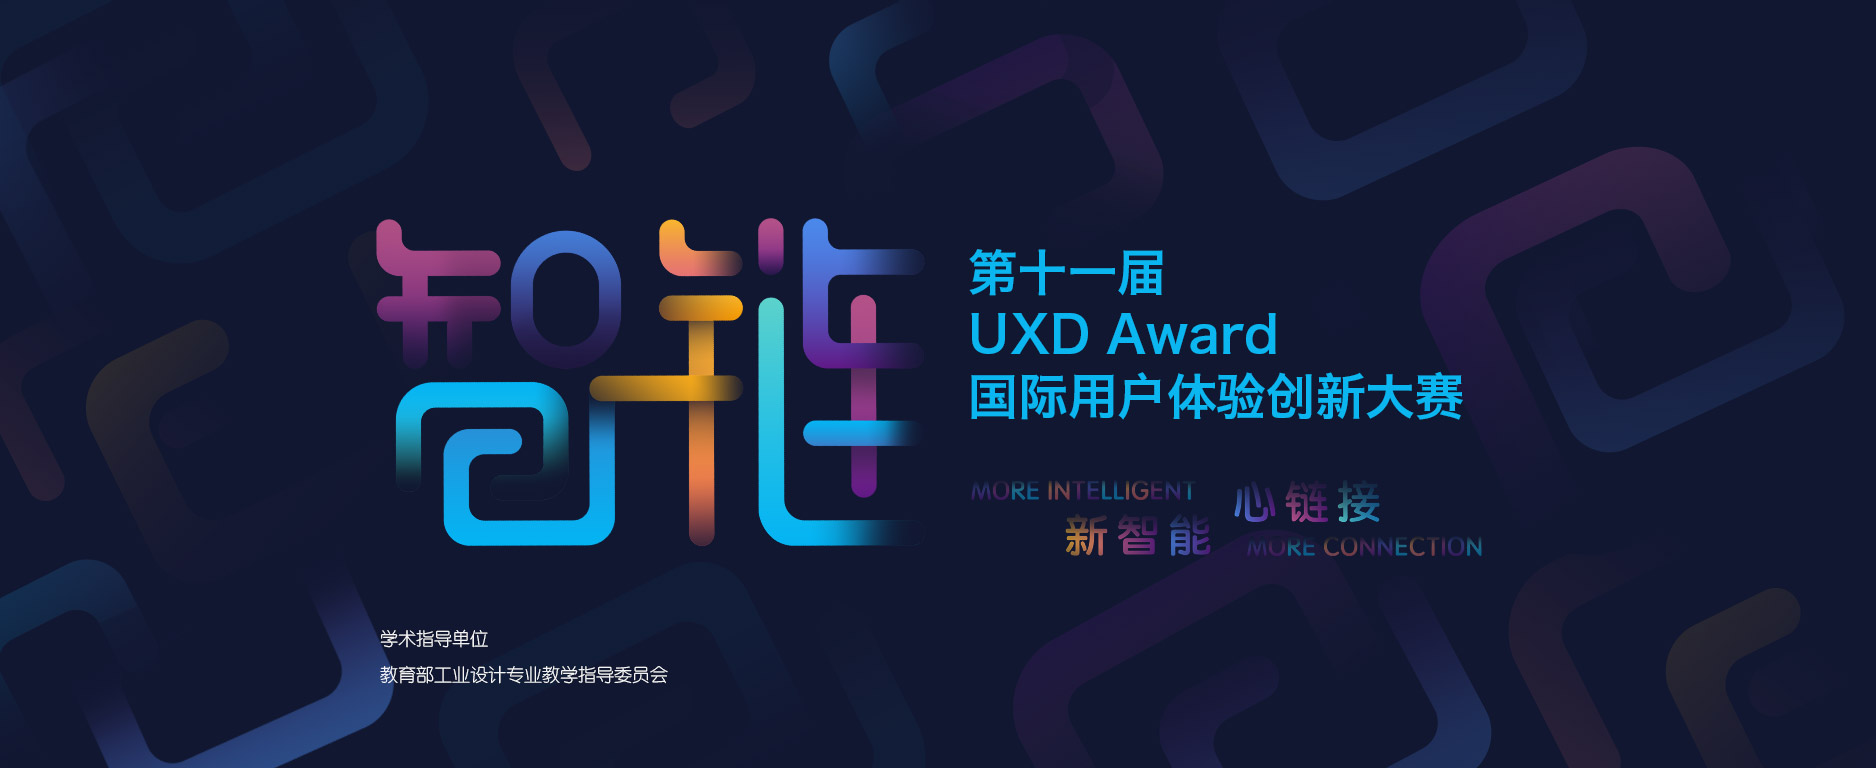 智链
第十一届
UXD Award
国际用户体验创新大赛
MORE INTELLIGENT 心链接
新智能 MORE CONNECTION
学术指导单位
教育部工业设计专业教学指导委员会